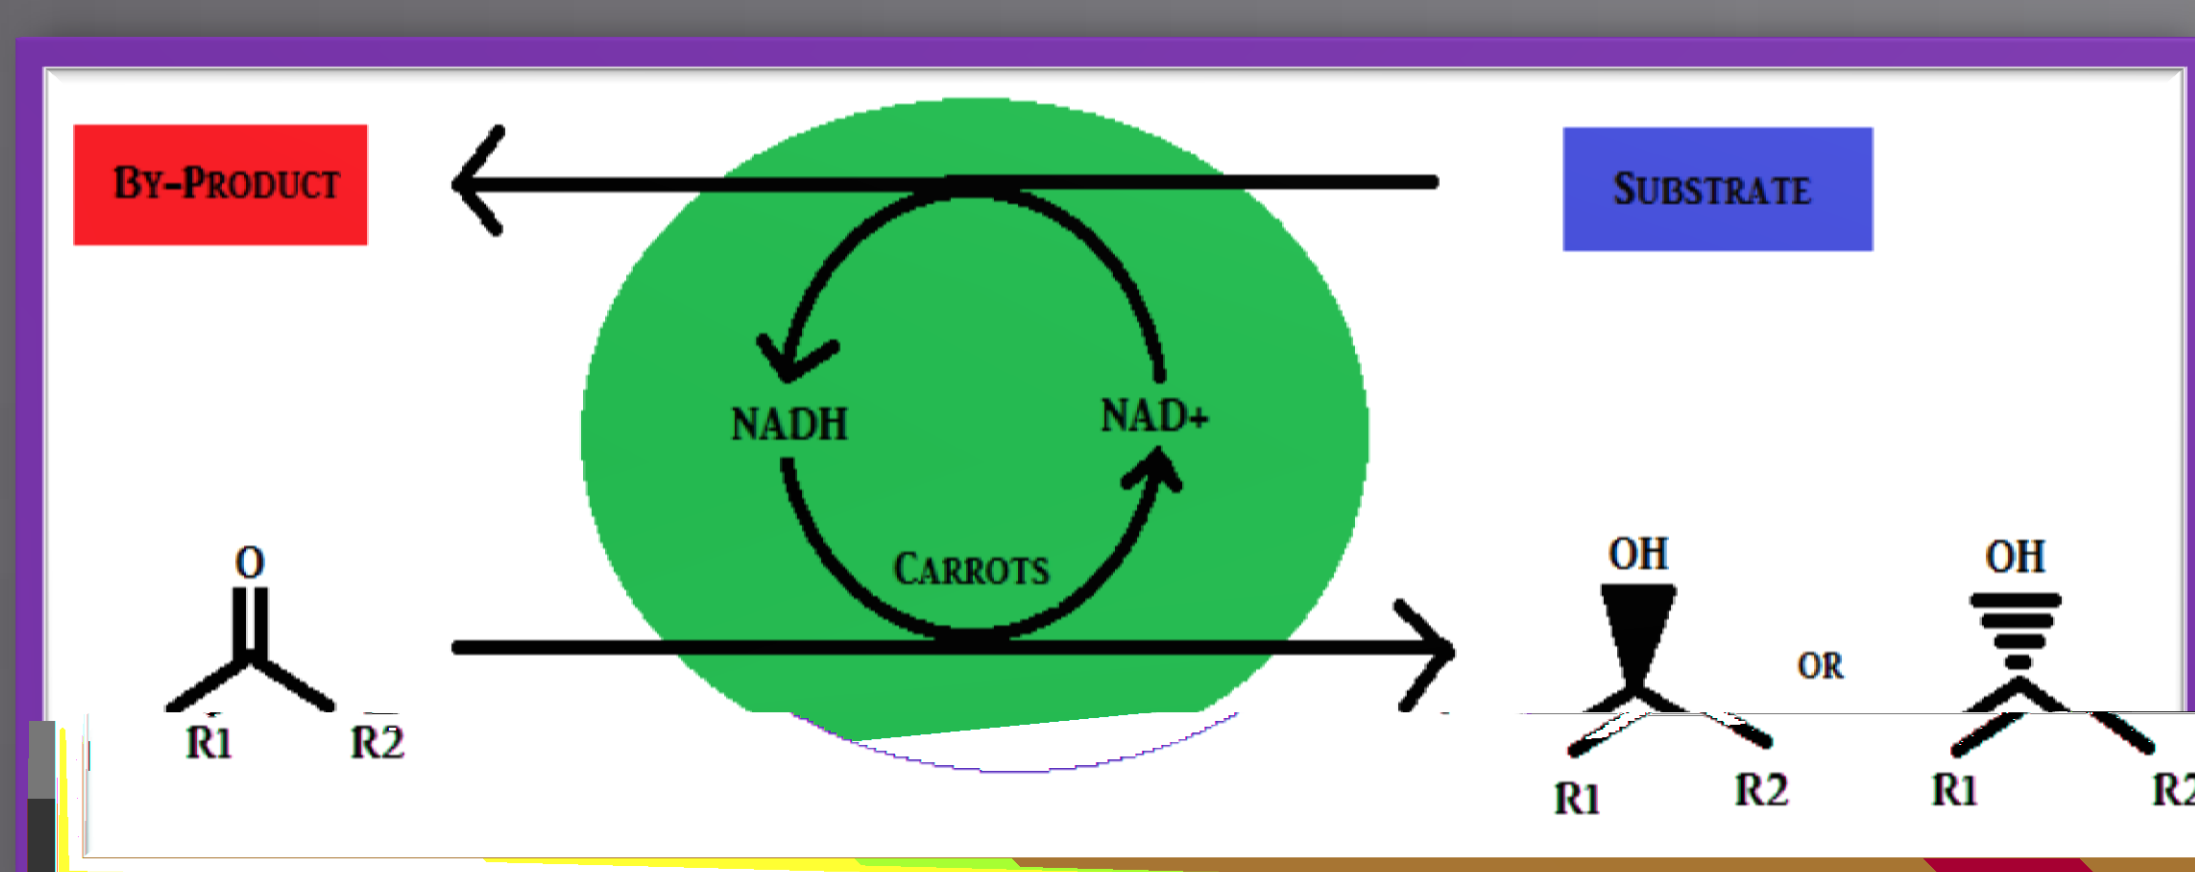 By-Product
Substrate
NADH
NAD+
Carrots
O
R1
R2
OH
R1
R2
or
OH
R1
R2